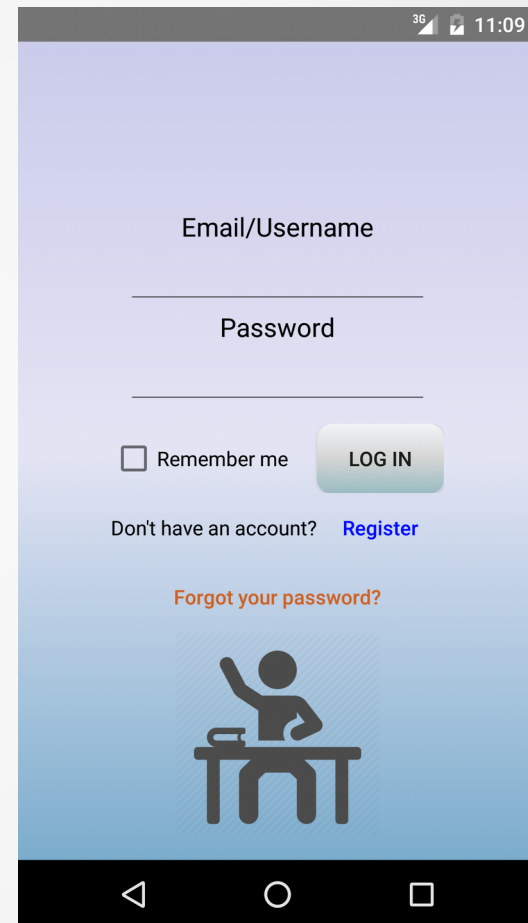 3G 11:09
Email/Username
Password
Remember me LOG IN
Don't have an account? Register
Forgot your password?